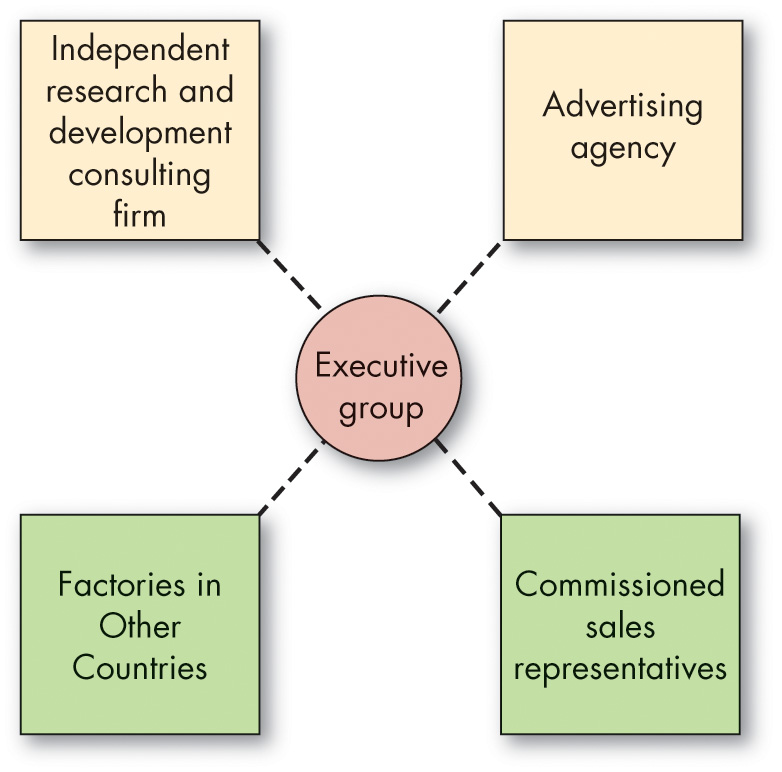 Independent
research and
development
consulting
firm
Advertising
agency
Executive
group
Factories in
Other
Countries
Commissioned
sales
representatives